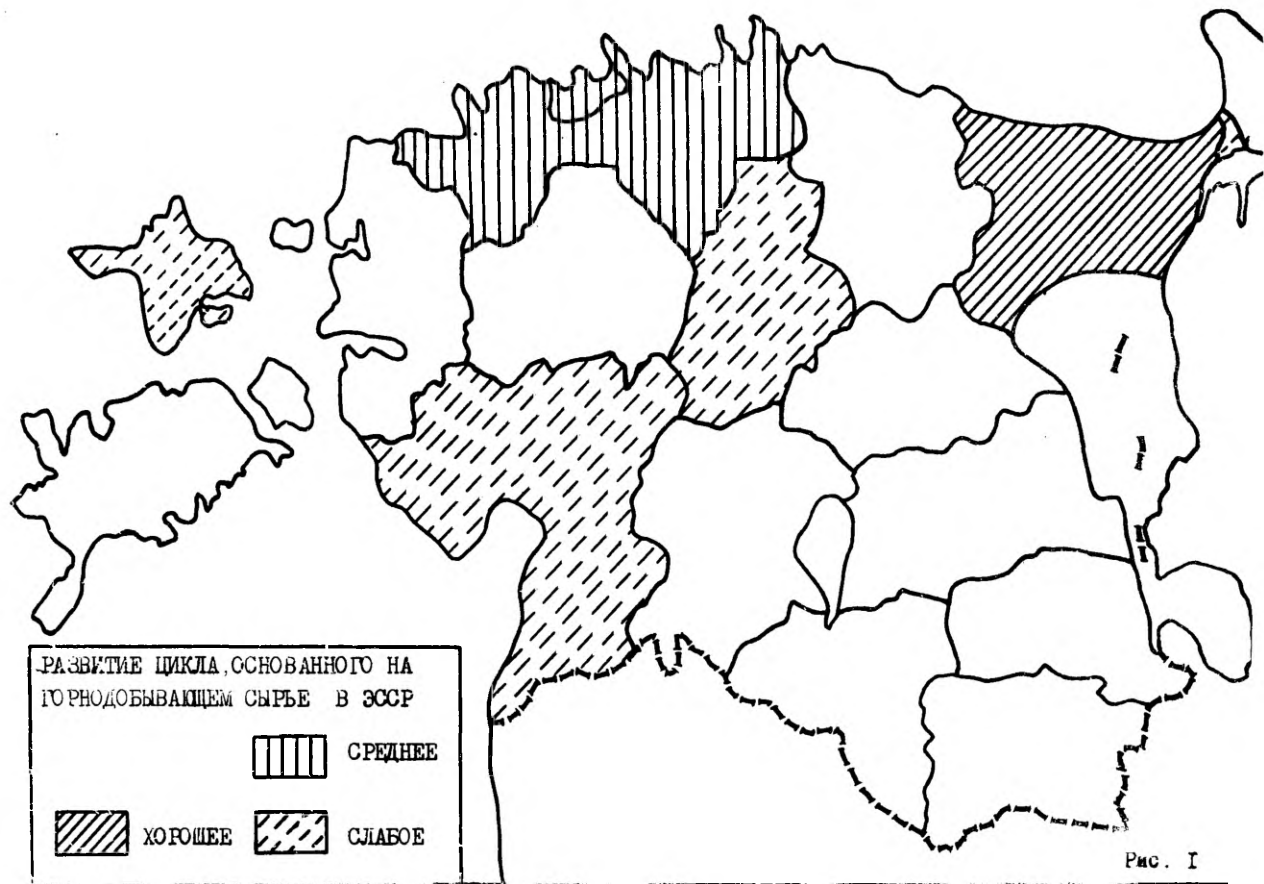 РАЗВИТИЕ ЦИКЛА, ОСНОВАННОГО НА
ГОРНОДОБЫВАЮЩЕМ СЫРЬЕ В ЭССР
СРЕДНЕЕ
ХОРОШЕЕ
СЛАБОЕ
Рис. I